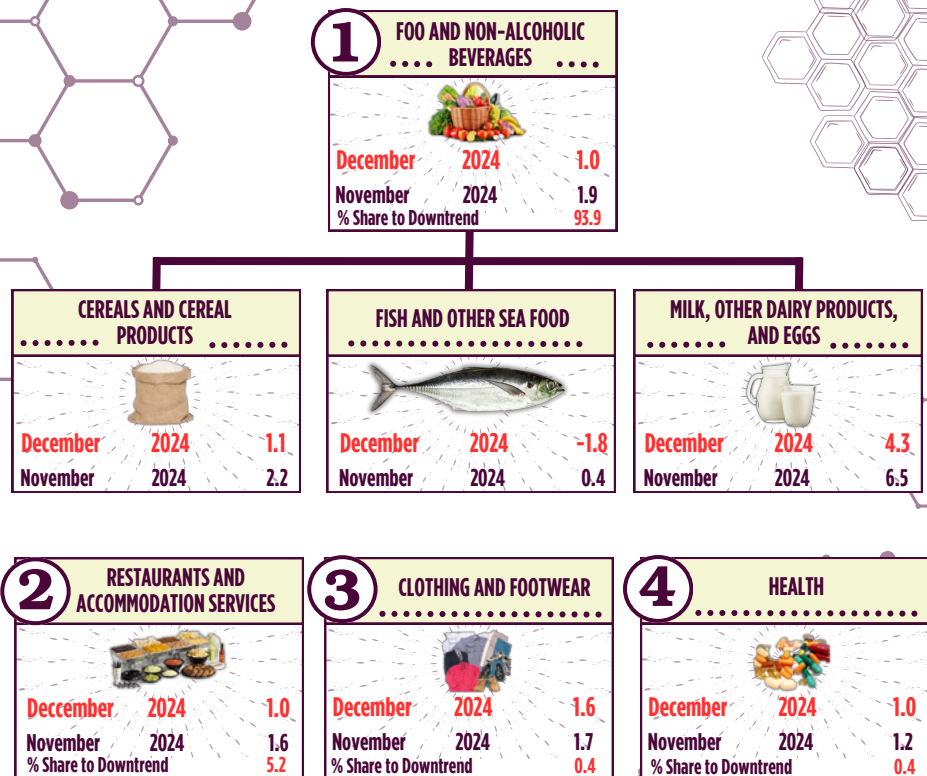 1
FOO AND NON-ALCOHOLIC
BEVERAGES
December 2024 1.0
November 2024 1.9
% Share to Downtrend 93.9
CEREALS AND CEREAL
PRODUCTS
December 2024 1.1
November 2024 2.2
FISH AND OTHER SEA FOOD
December 2024 -1.8
November 2024 0.4
MILK, OTHER DAIRY PRODUCTS,
AND EGGS
December 2024 4.3
November 2024 6.5
2
RESTAURANTS AND
ACCOMMODATION SERVICES
Deccember 2024 1.0
November 2024 1.6
% Share to Downtrend 5.2
3
CLOTHING AND FOOTWEAR
December 2024 1.6
November 2024 1.7
% Share to Downtrend 0.4
4
HEALTH
December 2024 1.0
November 2024 1.2
% Share to Downtrend 0.4